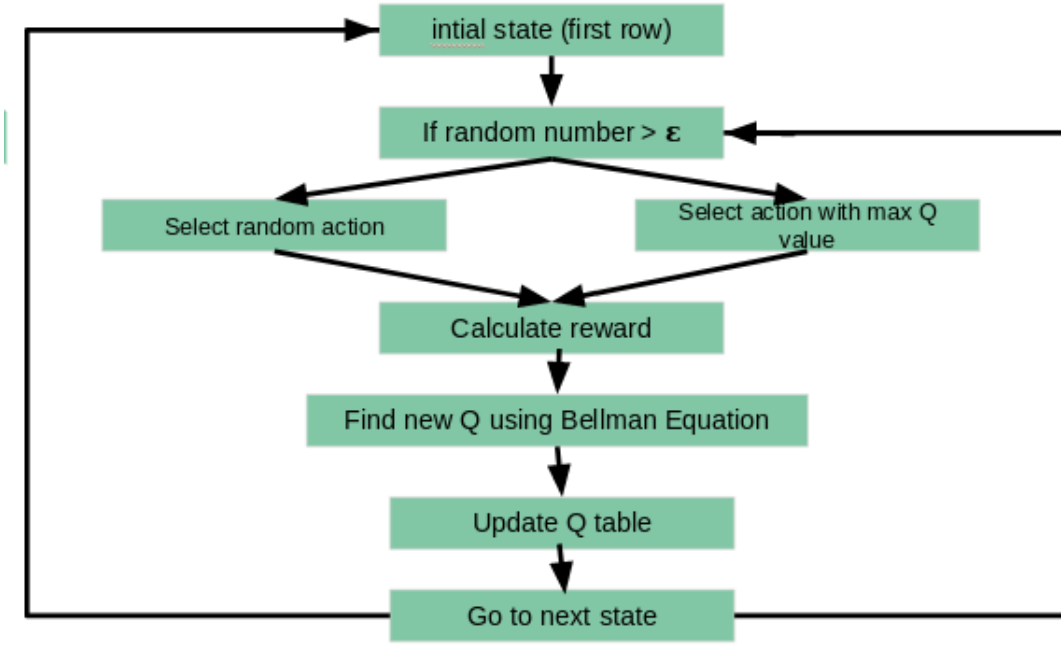 intial state (first row)
If random number > ε
Select random action
Select action with max Q
value
Calculate reward
Find new Q using Bellman Equation
Update Q table
Go to next state